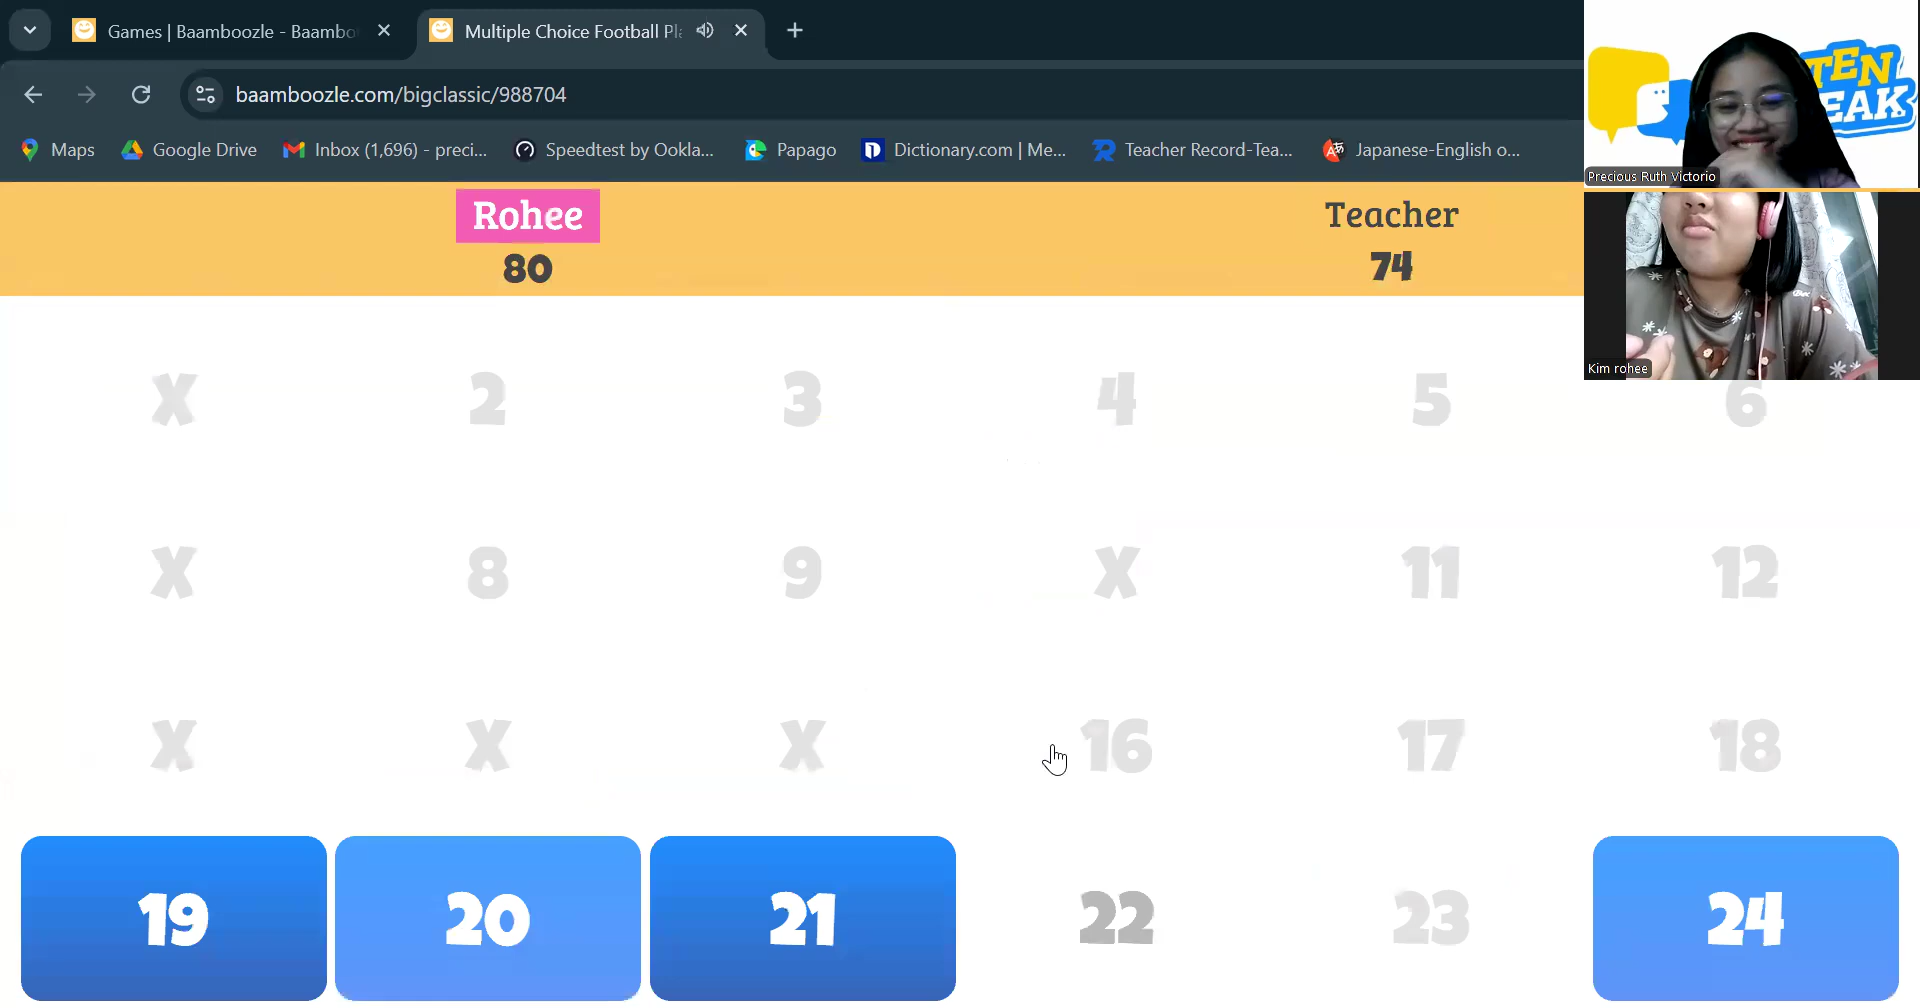 Games | Baamboozle - Baambo
Multiple Choice Football Pl
baamboozle.com/bigclassic/988704
Maps
Google Drive
Inbox (1,696) - preci...
Speedtest by Ookla...
Papago
Dictionary.com | Me...
Teacher Record-Tea...
Japanese-English o...
TEN
EAK
Precious Ruth Victorio
Kim rohee
Rohee
80
Teacher
74
X 2 3 4 5 6
X 8 9 X 11 12
X X X 16 17 18
19 20 21 22 23 24